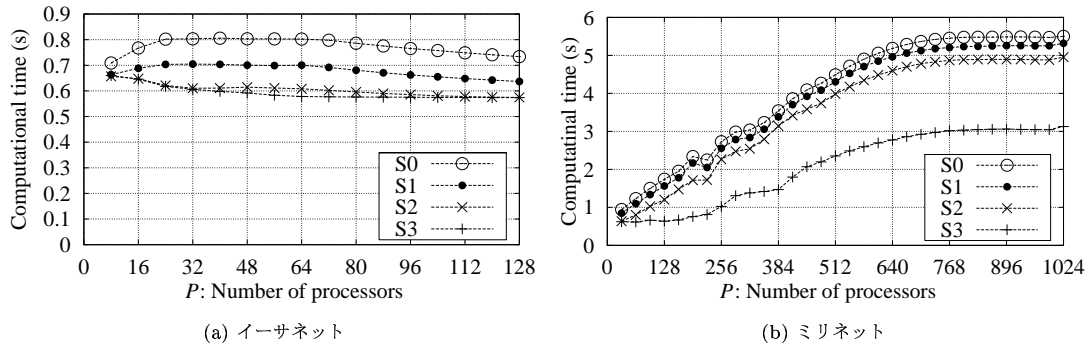 0.9
0.8
0.7
0.6
0.5
0.4
0.3
0.2
0.1
0
Computational time (s)
S0
S1
S2
S3
0 16 32 48 64 80 96 112 128
P: Number of processors
(a) イーサネット
6
5
4
3
2
1
0
Computatinal time (s)
S0
S1
S2
S3
0 128 256 384 512 640 768 896 1024
P: Number of processors
(b) ミリネット